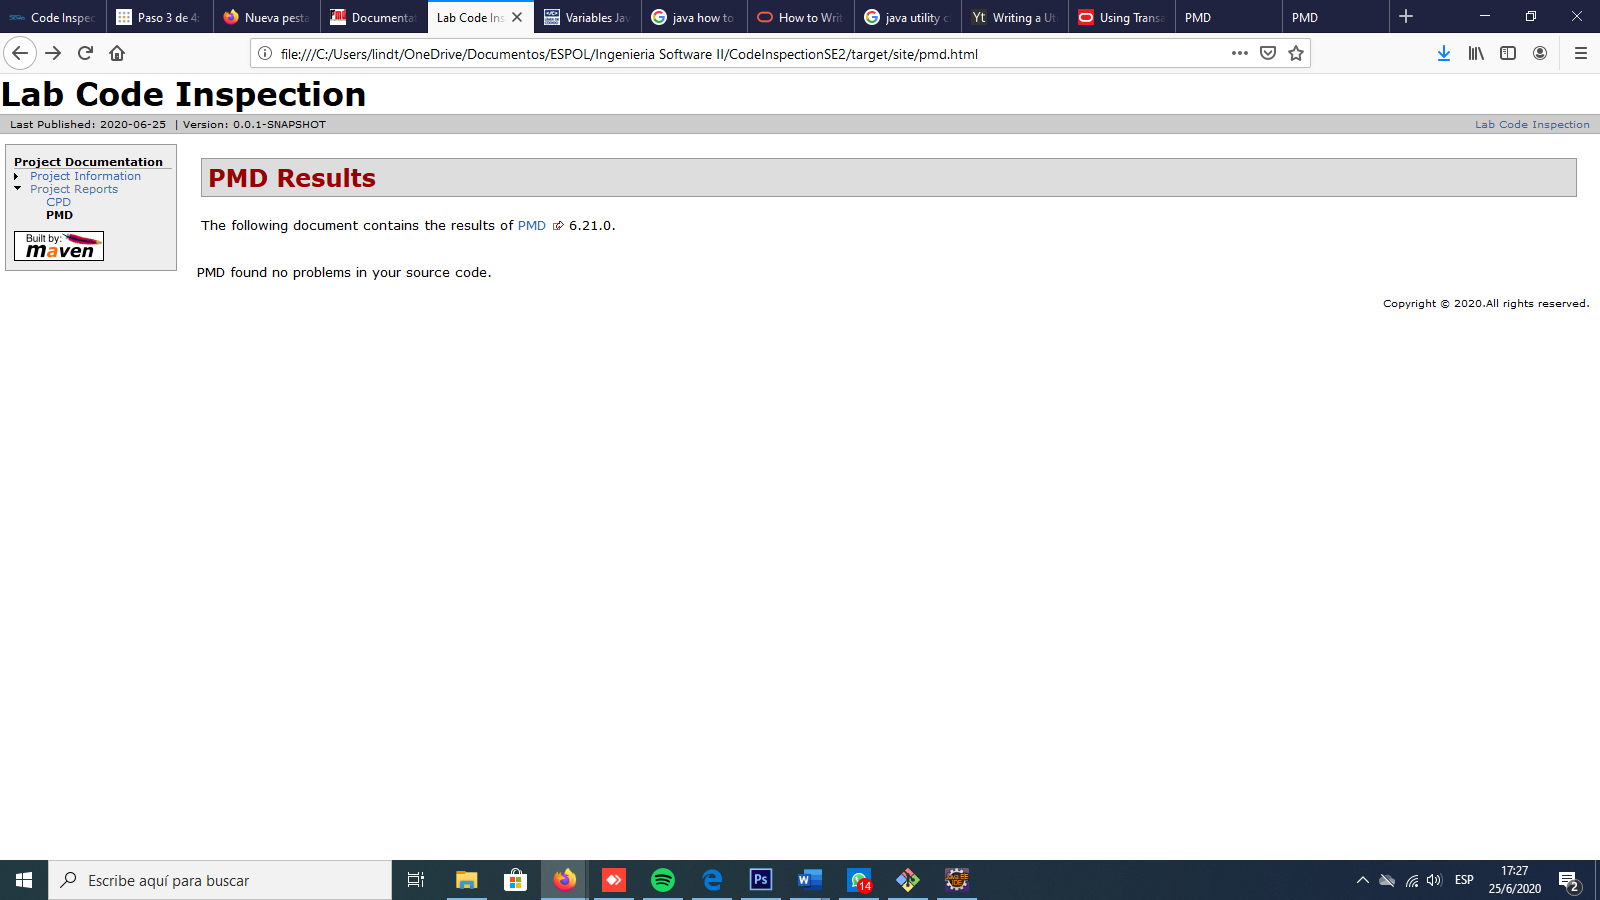 Code Inspec
Paso 3 de 4:
Nueva pesta
Documentat
Lab Code Ins
Variables Jav
java how to
How to Writ
java utility cl
Writing a Ut
Using Transa
PMD
PMD
file:///C:/Users/lindt/OneDrive/Documentos/ESPOL/Ingenieria Software II/CodeInspectionSE2/target/site/pmd.html
Lab Code Inspection
Last Published: 2020-06-25 | Version: 0.0.1-SNAPSHOT
Lab Code Inspection
Project Documentation
Project Information
Project Reports
CPD
PMD
Built by:
maven
PMD Results
The following document contains the results of PMD 6.21.0.
PMD found no problems in your source code.
Copyright © 2020.All rights reserved.
Escribe aquí para buscar
Ps
14
ESP
17:27
25/6/2020
2